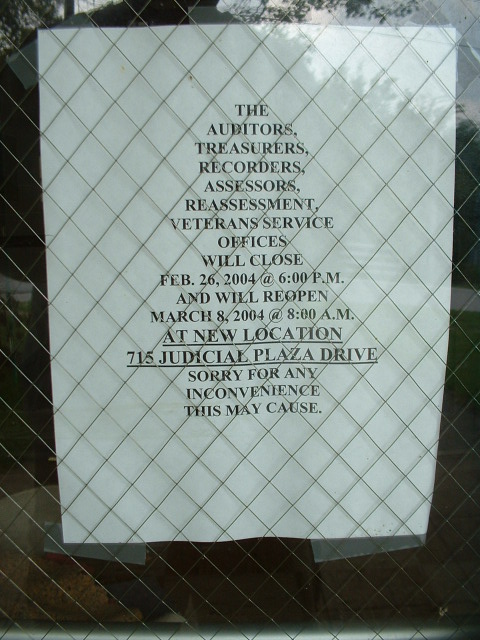 THE
AUDITORS,
TREASURERS,
RECORDERS,
ASSESSORS,
REASSESSMENT,
VETERANS SERVICE
OFFICES
WILL CLOSE
FEB. 26, 2004 @ 6:00 P.M.
AND WILL REOPEN
MARCH 8, 2004 @ 8:00 A.M.
AT NEW LOCATION
715 JUDICIAL PLAZA DRIVE
SORRY FOR ANY
INCONVENIENCE
THIS MAY CAUSE.